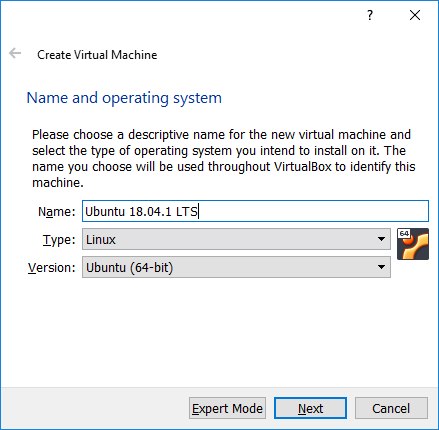 ?
Create Virtual Machine
Name and operating system
Please choose a descriptive name for the new virtual machine and
select the type of operating system you intend to install on it. The
name you choose will be used throughout VirtualBox to identify this
machine.
Name: Ubuntu 18.04.1 LTS
Type: Linux
64
Version: Ubuntu (64-bit)
Expert Mode Next Cancel